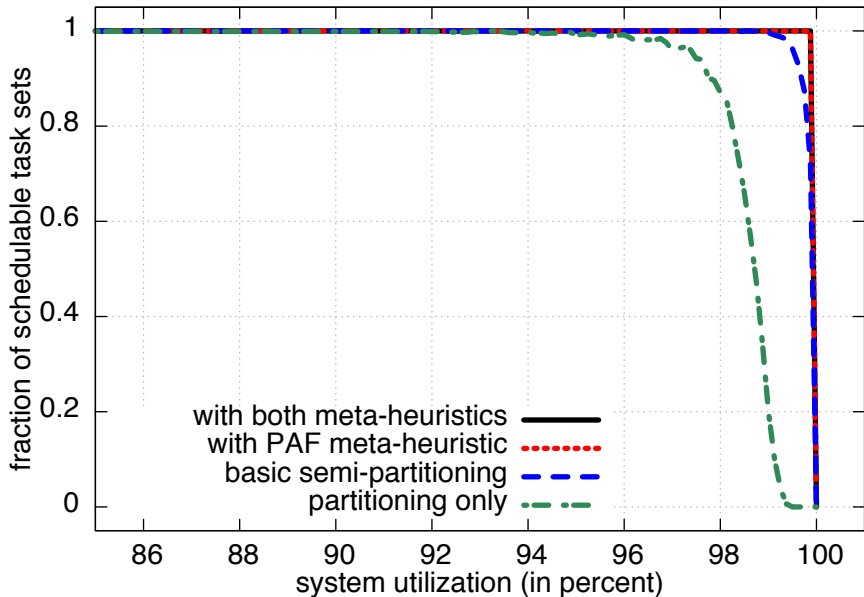 fraction of schedulable task sets
1
0.8
0.6
0.4
0.2
0
with both meta-heuristics
with PAF meta-heuristic
basic semi-partitioning
partitioning only
86 88 90 92 94 96 98 100
system utilization (in percent)